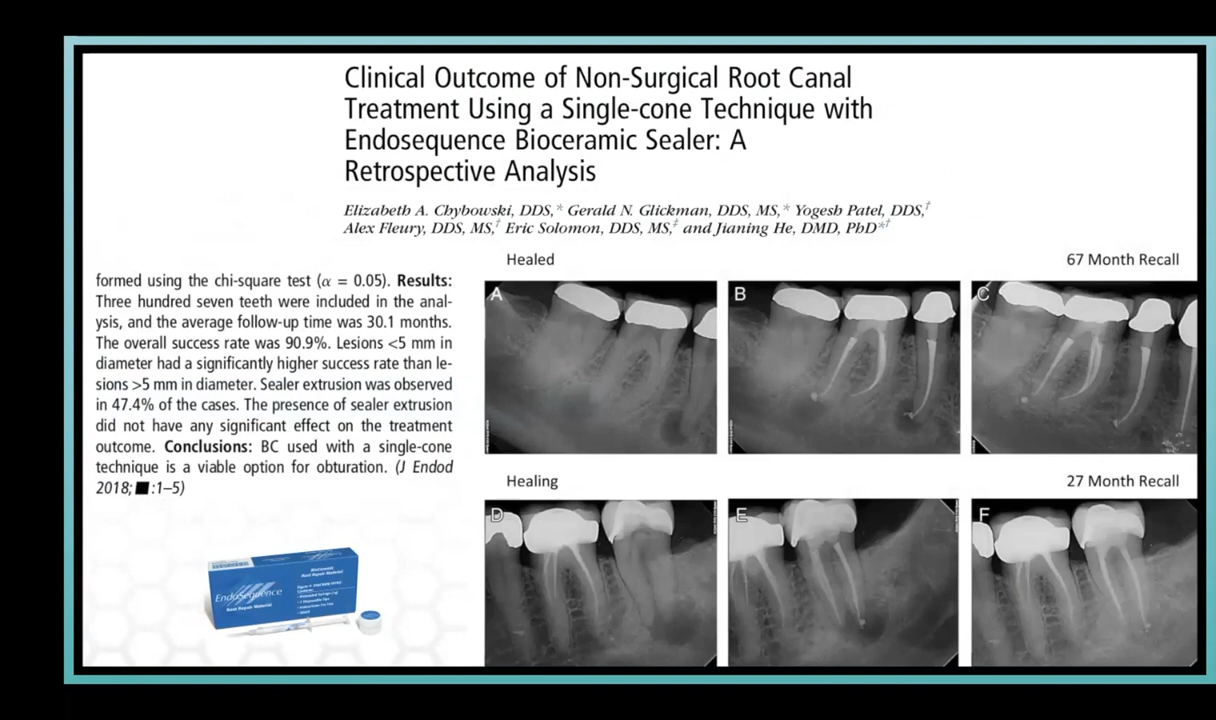 Clinical Outcome of Non-Surgical Root Canal
Treatment Using a Single-cone Technique with
Endosequence Bioceramic Sealer: A
Retrospective Analysis
Elizabeth A. Chybowski, DDS,* Gerald N. Glickman, DDS, MS,* Yogesh Patel, DDS,†
Alex Fleury, DDS, MS,† Eric Solomon, DDS, MS,‡ and Jianing He, DMD, PhD*†
formed using the chi-square test (α = 0.05). Results:
Three hundred seven teeth were included in the anal-
ysis, and the average follow-up time was 30.1 months.
The overall success rate was 90.9%. Lesions <5 mm in
diameter had a significantly higher success rate than le-
sions >5 mm in diameter. Sealer extrusion was observed
in 47.4% of the cases. The presence of sealer extrusion
did not have any significant effect on the treatment
outcome. Conclusions: BC used with a single-cone
technique is a viable option for obturation. (J Endod
2018;■:1–5)
Healed
67 Month Recall
A
B
C
Healing
27 Month Recall
D
E
F
EndoSequence
Root Repair Material
Root Repair Material